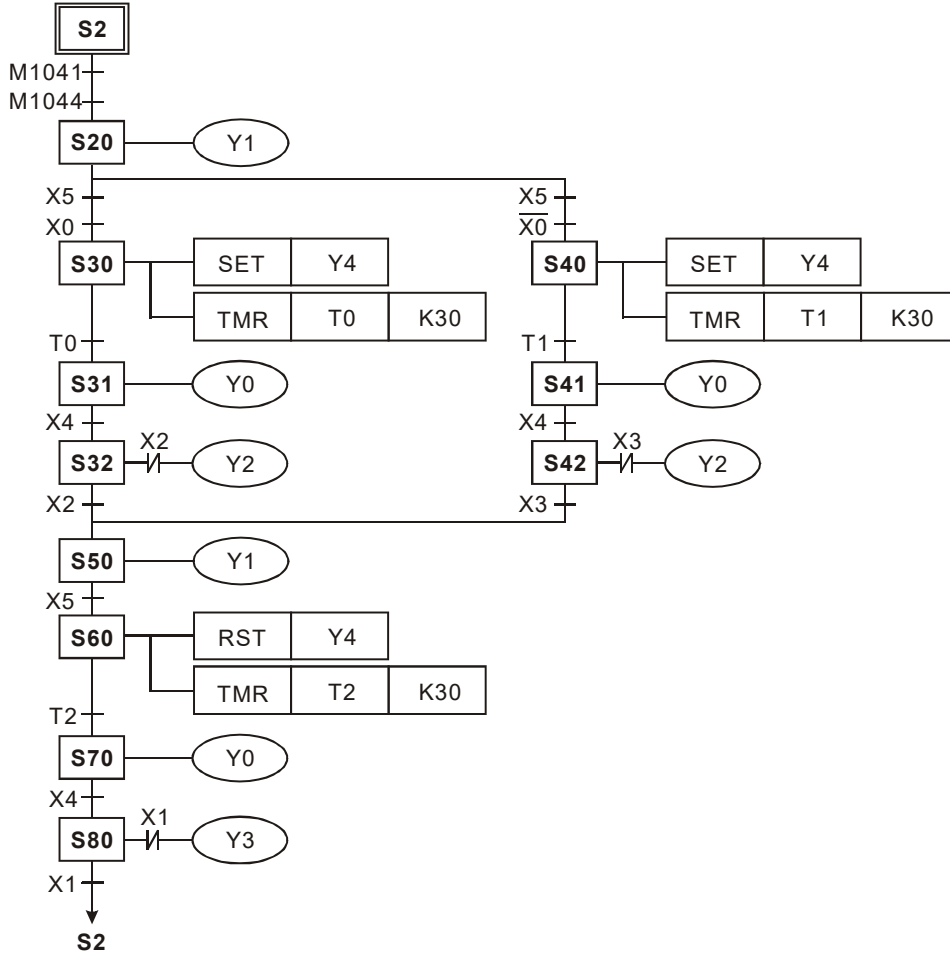 S2
M1041
M1044
S20 Y1
X5 X5
X0 X̅0̅
S30 SET Y4 S40 SET Y4
TMR T0 K30 TMR T1 K30
T0 T1
S31 Y0 S41 Y0
X4 X2 X4 X3
S32 Y2 S42 Y2
X2 X3
S50 Y1
X5
S60 RST Y4
TMR T2 K30
T2
S70 Y0
X4 X1
S80 Y3
X1
S2